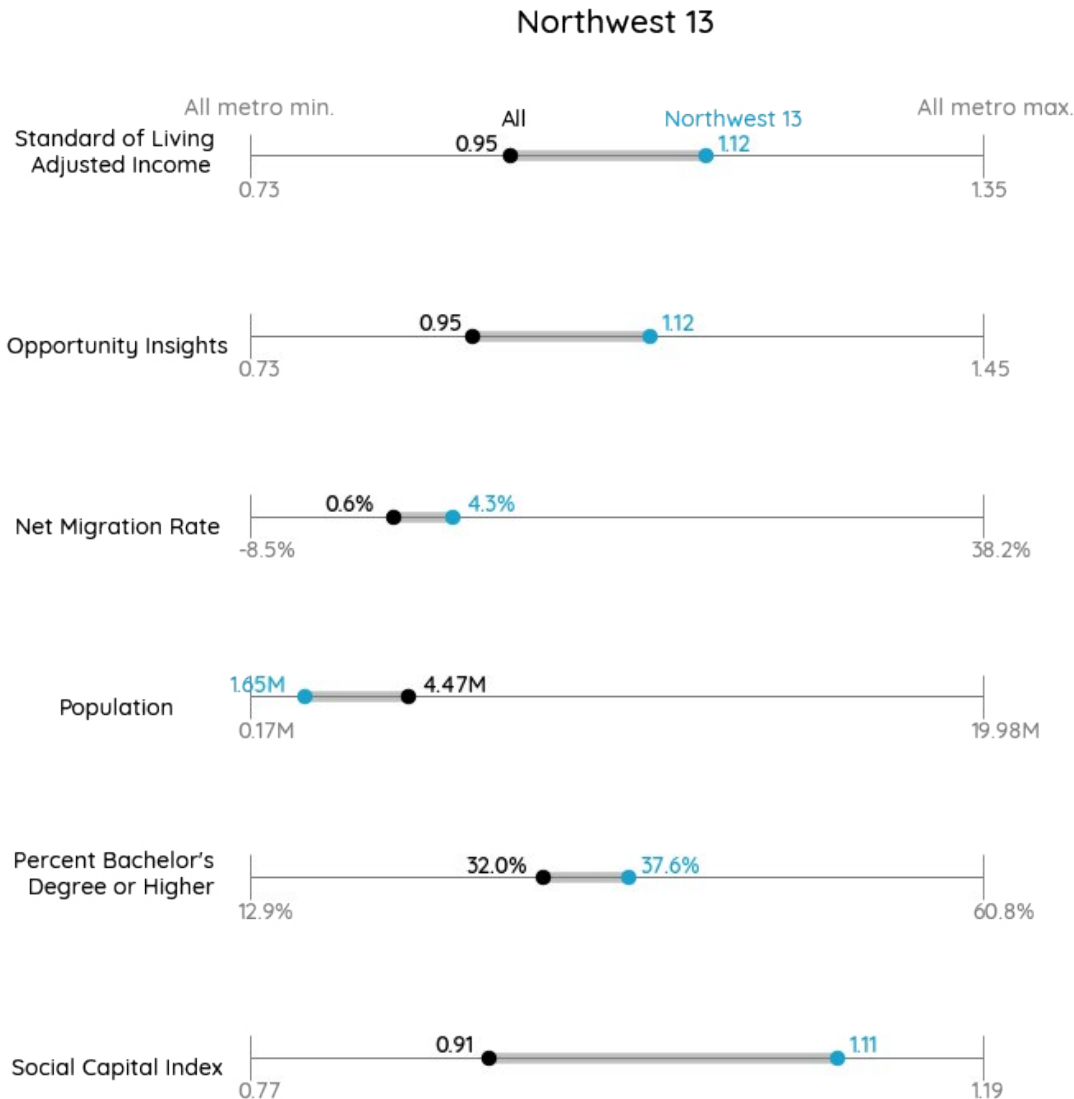 Northwest 13
All metro min.
All
Northwest 13
All metro max.
Standard of Living
Adjusted Income
0.95
1.12
0.73
1.35
Opportunity Insights
0.95
1.12
0.73
1.45
Net Migration Rate
0.6%
4.3%
-8.5%
38.2%
Population
1.65M
4.47M
0.17M
19.98M
Percent Bachelor's
Degree or Higher
32.0%
37.6%
12.9%
60.8%
Social Capital Index
0.91
1.11
0.77
1.19